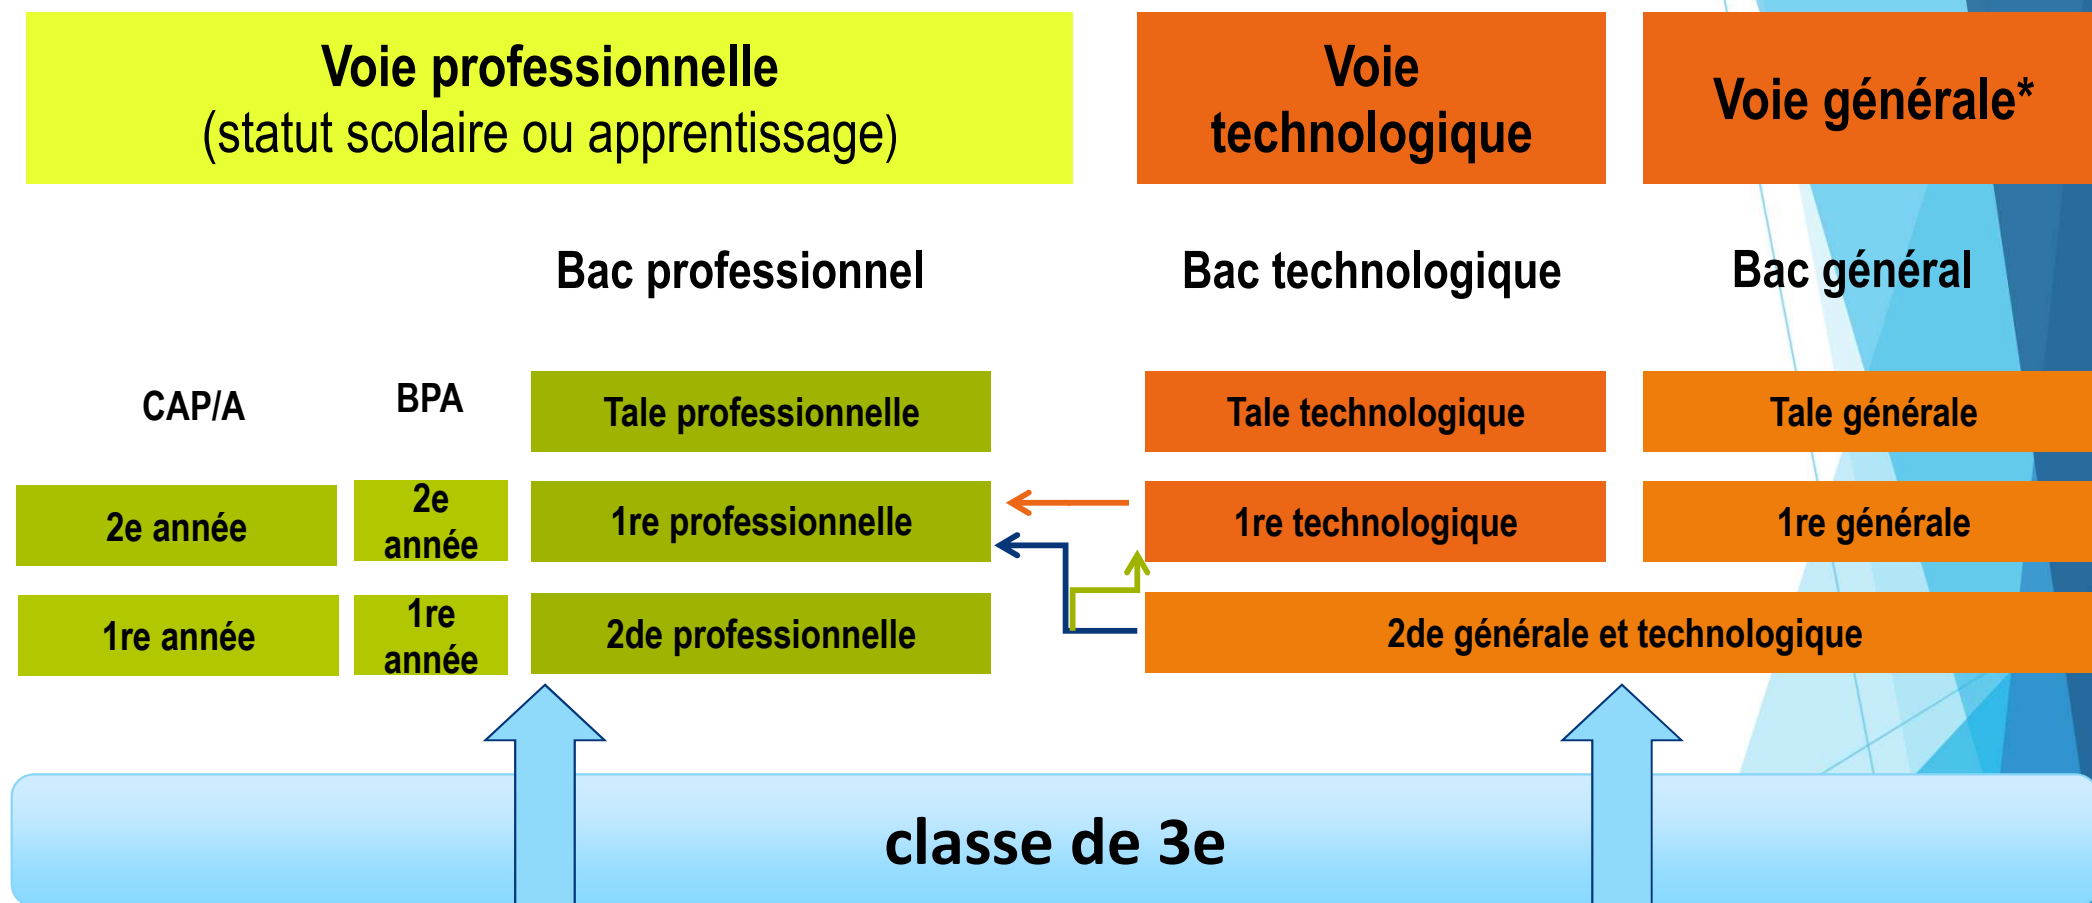 Voie professionnelle
(statut scolaire ou apprentissage)
Voie
technologique
Voie générale*
Bac professionnel
Bac technologique
Bac général
CAP/A
BPA
Tale professionnelle
Tale technologique
Tale générale
2e année
2e
année
1re professionnelle
1re technologique
1re générale
1re année
1re
année
2de professionnelle
2de générale et technologique
classe de 3e